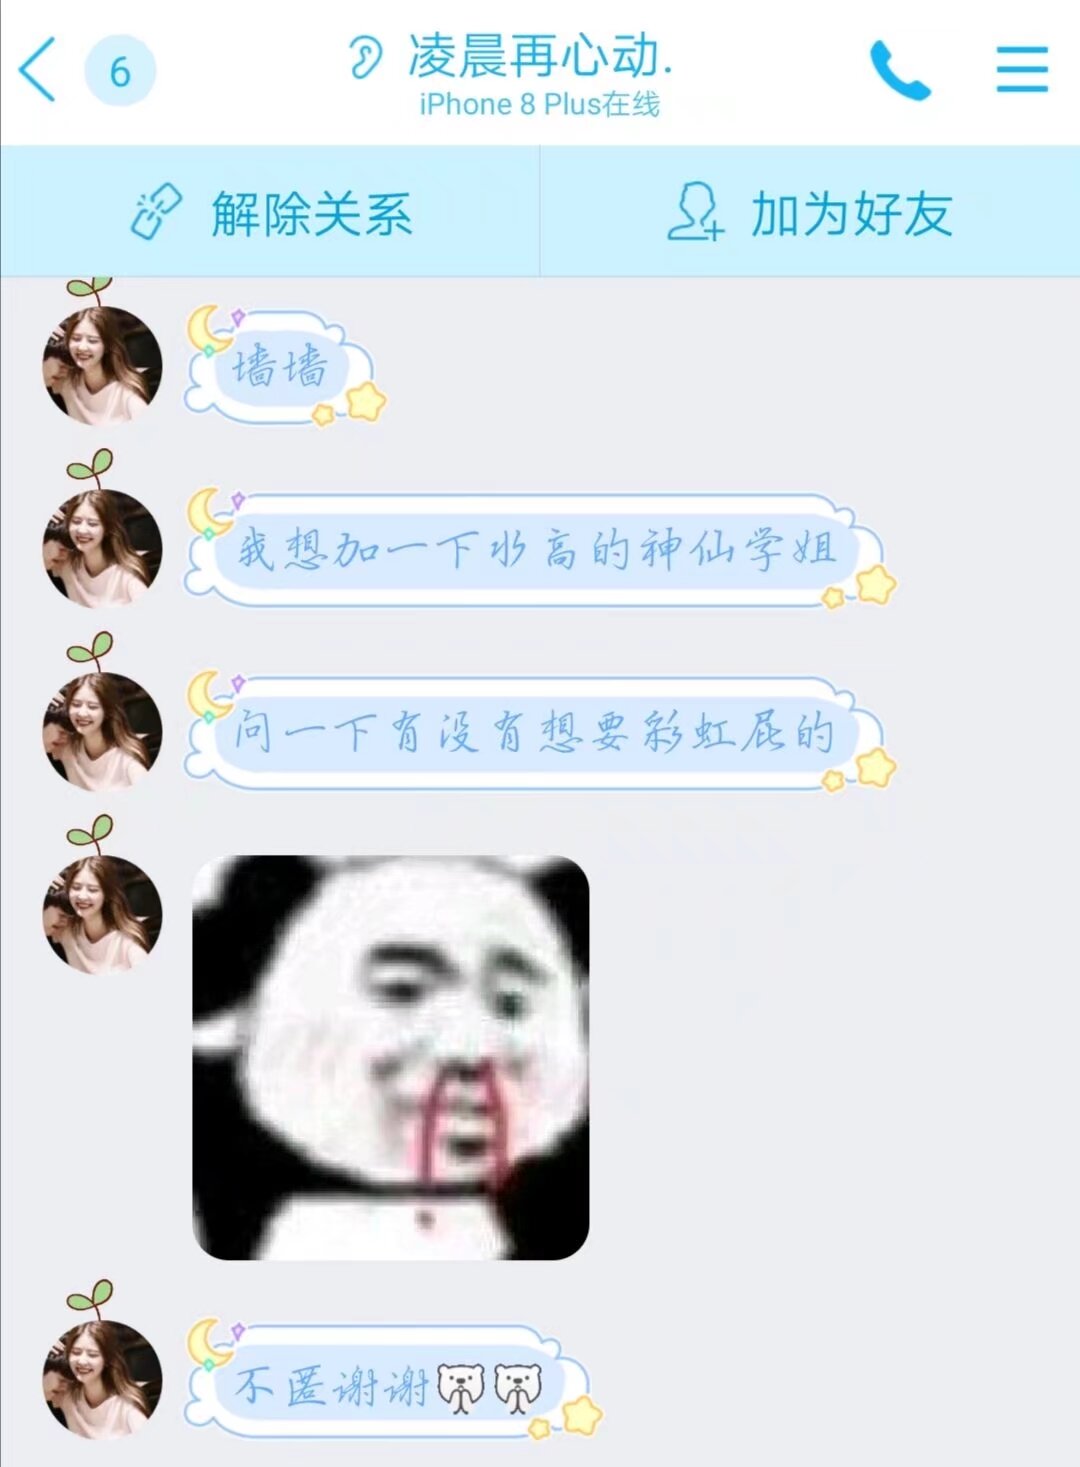 6
凌晨再心动.
iPhone 8 Plus在线
解除关系
加为好友
墙墙
我想加一下水高的神仙学姐
问一下有没有想要彩虹屁的
不匿谢谢